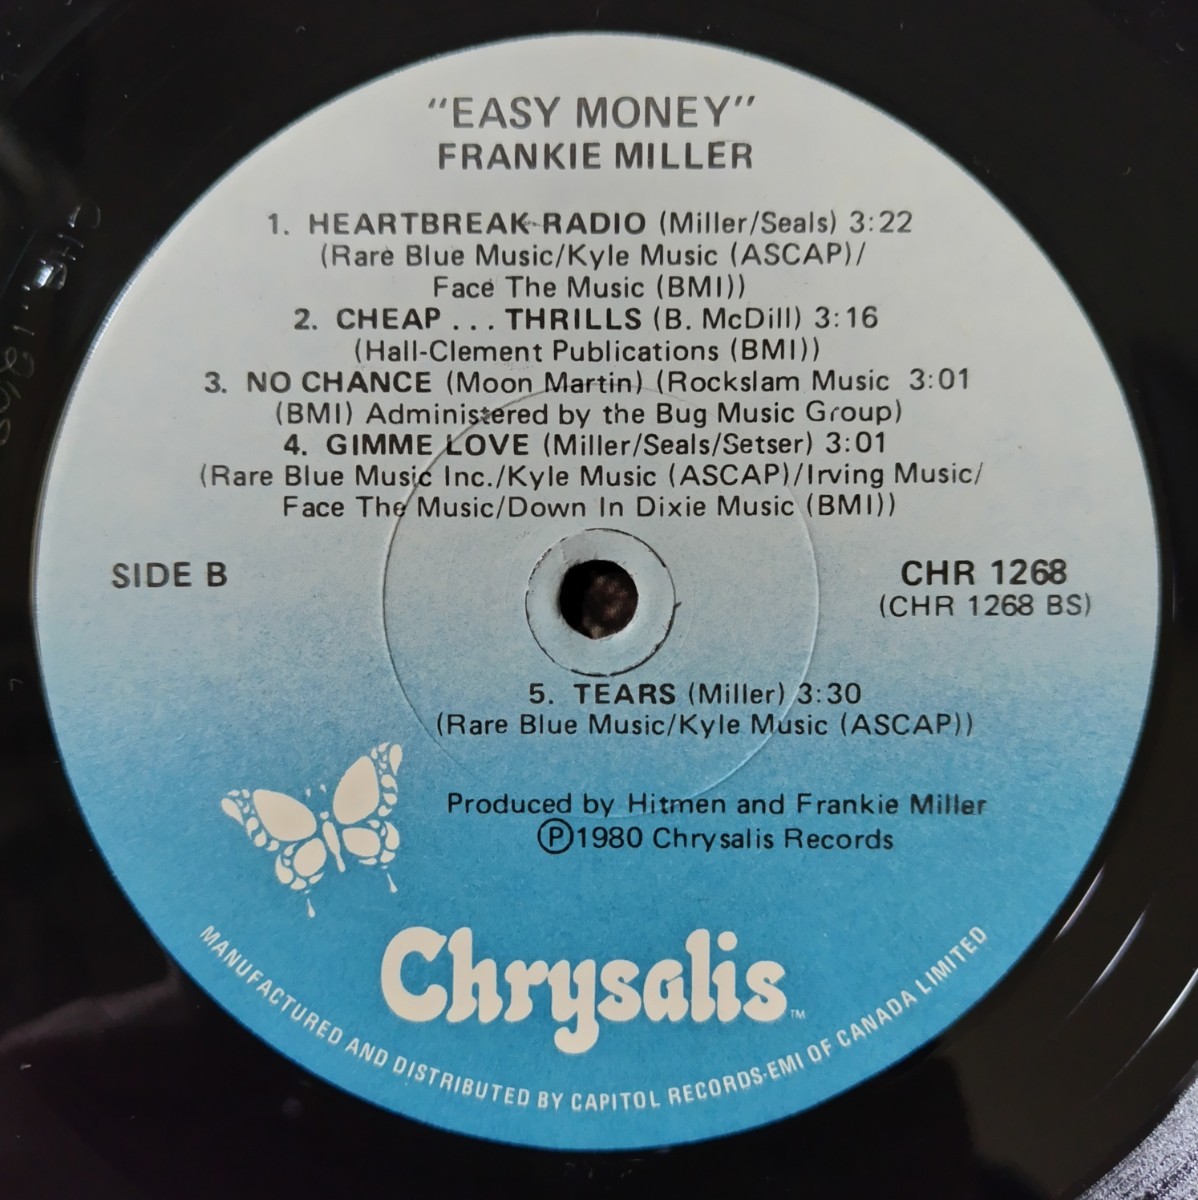 "EASY MONEY"
FRANKIE MILLER
1. HEARTBREAK RADIO (Miller/Seals) 3:22
(Rare Blue Music/Kyle Music (ASCAP)/
Face The Music (BMI))
2. CHEAP . . . THRILLS (B. McDill) 3:16
(Hall-Clement Publications (BMI))
3. NO CHANCE (Moon Martin) (Rockslam Music 3:01
(BMI) Administered by the Bug Music Group)
4. GIMME LOVE (Miller/Seals/Setser) 3:01
(Rare Blue Music Inc./Kyle Music (ASCAP)/Irving Music/
Face The Music/Down In Dixie Music (BMI))
SIDE B
CHR 1268
(CHR 1268 BS)
5. TEARS (Miller) 3:30
(Rare Blue Music/Kyle Music (ASCAP))
Produced by Hitmen and Frankie Miller
Ⓟ1980 Chrysalis Records
Chrysalis™
MANUFACTURED AND DISTRIBUTED BY CAPITOL RECORDS-EMI OF CANADA LIMITED